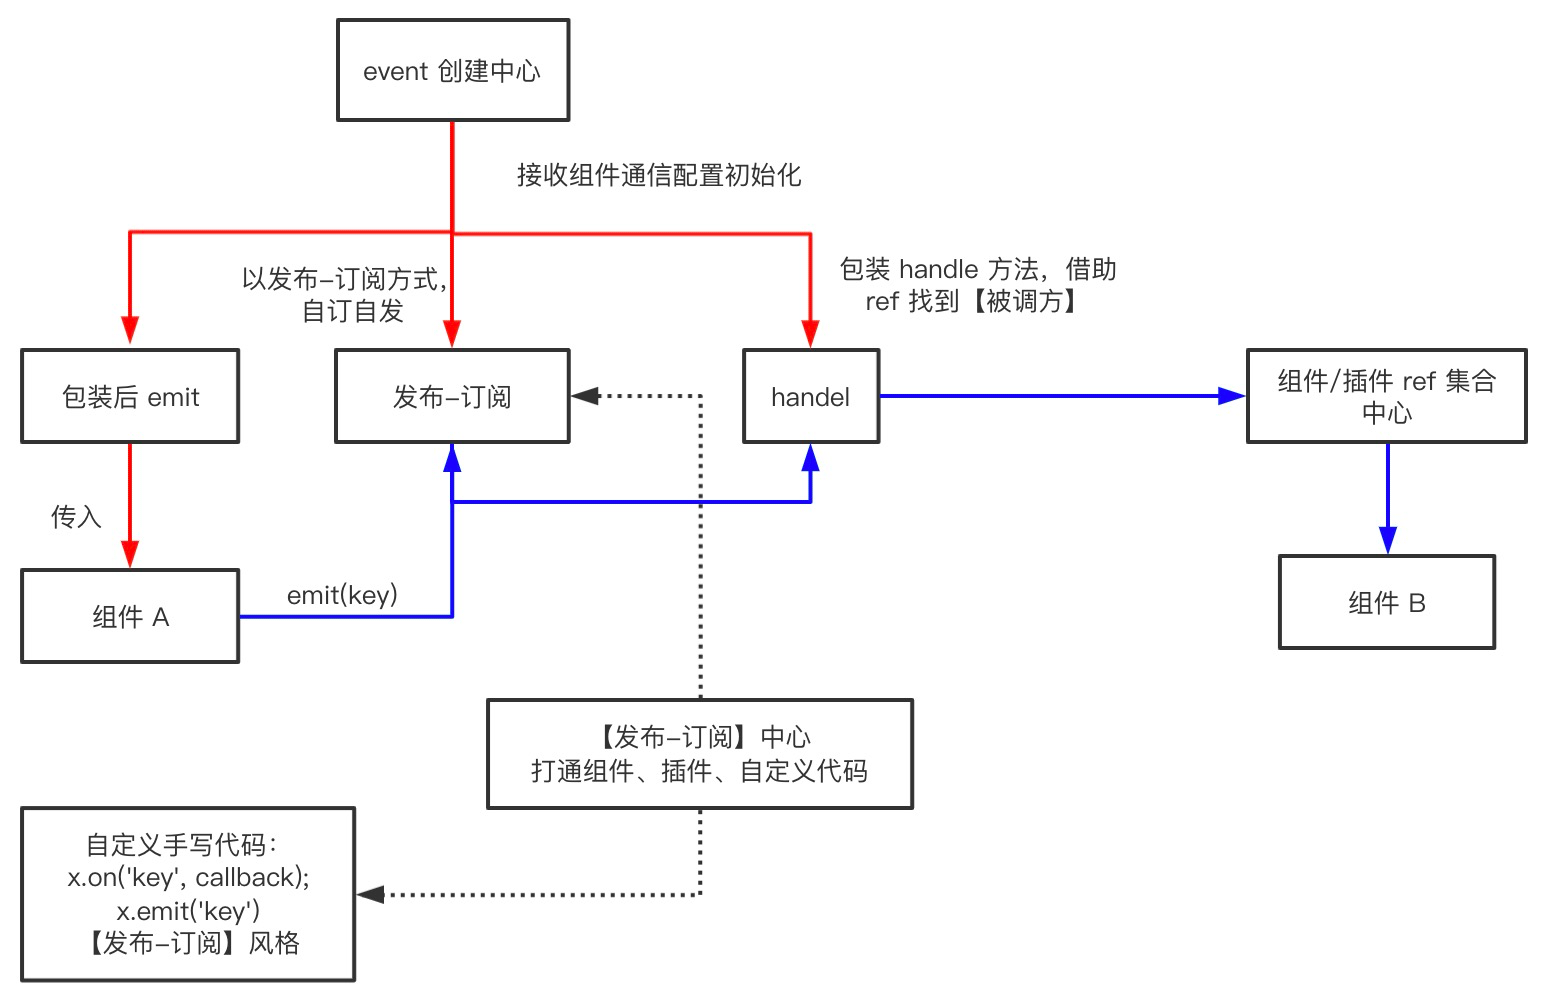 event 创建中心
接收组件通信配置初始化
以发布-订阅方式，
自订自发
包装 handle 方法，借助
ref 找到【被调方】
包装后 emit
发布-订阅
handel
组件/插件 ref 集合
中心
传入
组件 A
emit(key)
组件 B
【发布-订阅】中心
打通组件、插件、自定义代码
自定义手写代码：
x.on('key', callback);
x.emit('key')
【发布-订阅】风格